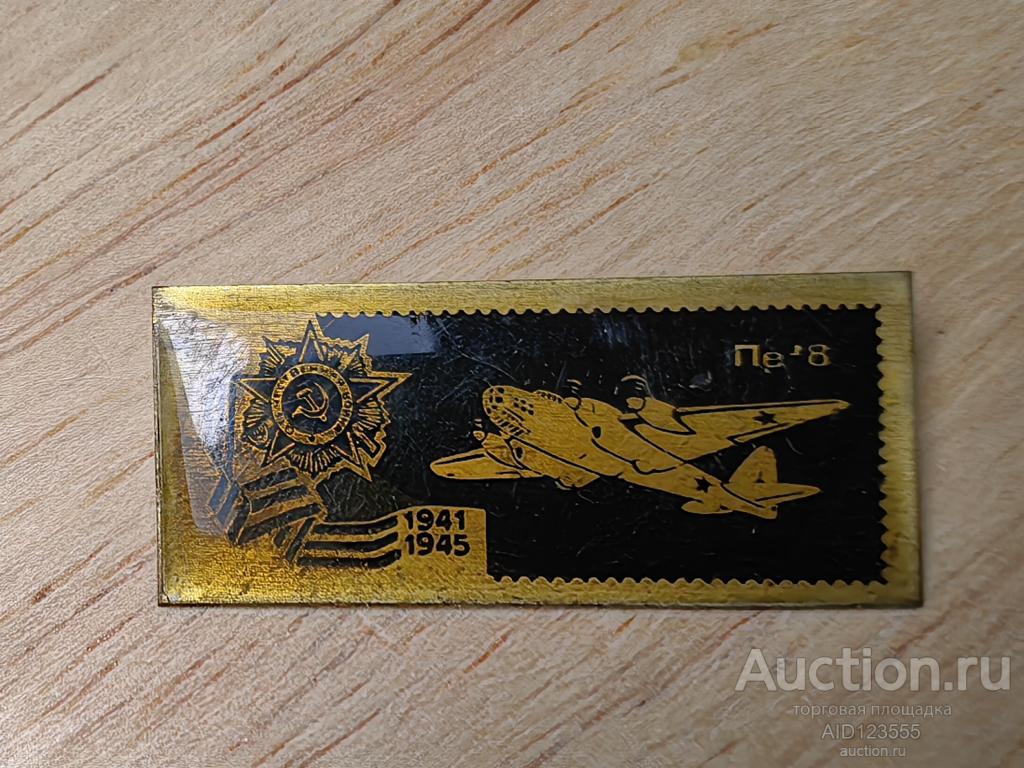 Пе-8
1941
1945
Auction.ru
торговая площадка
AID123555
auction.ru